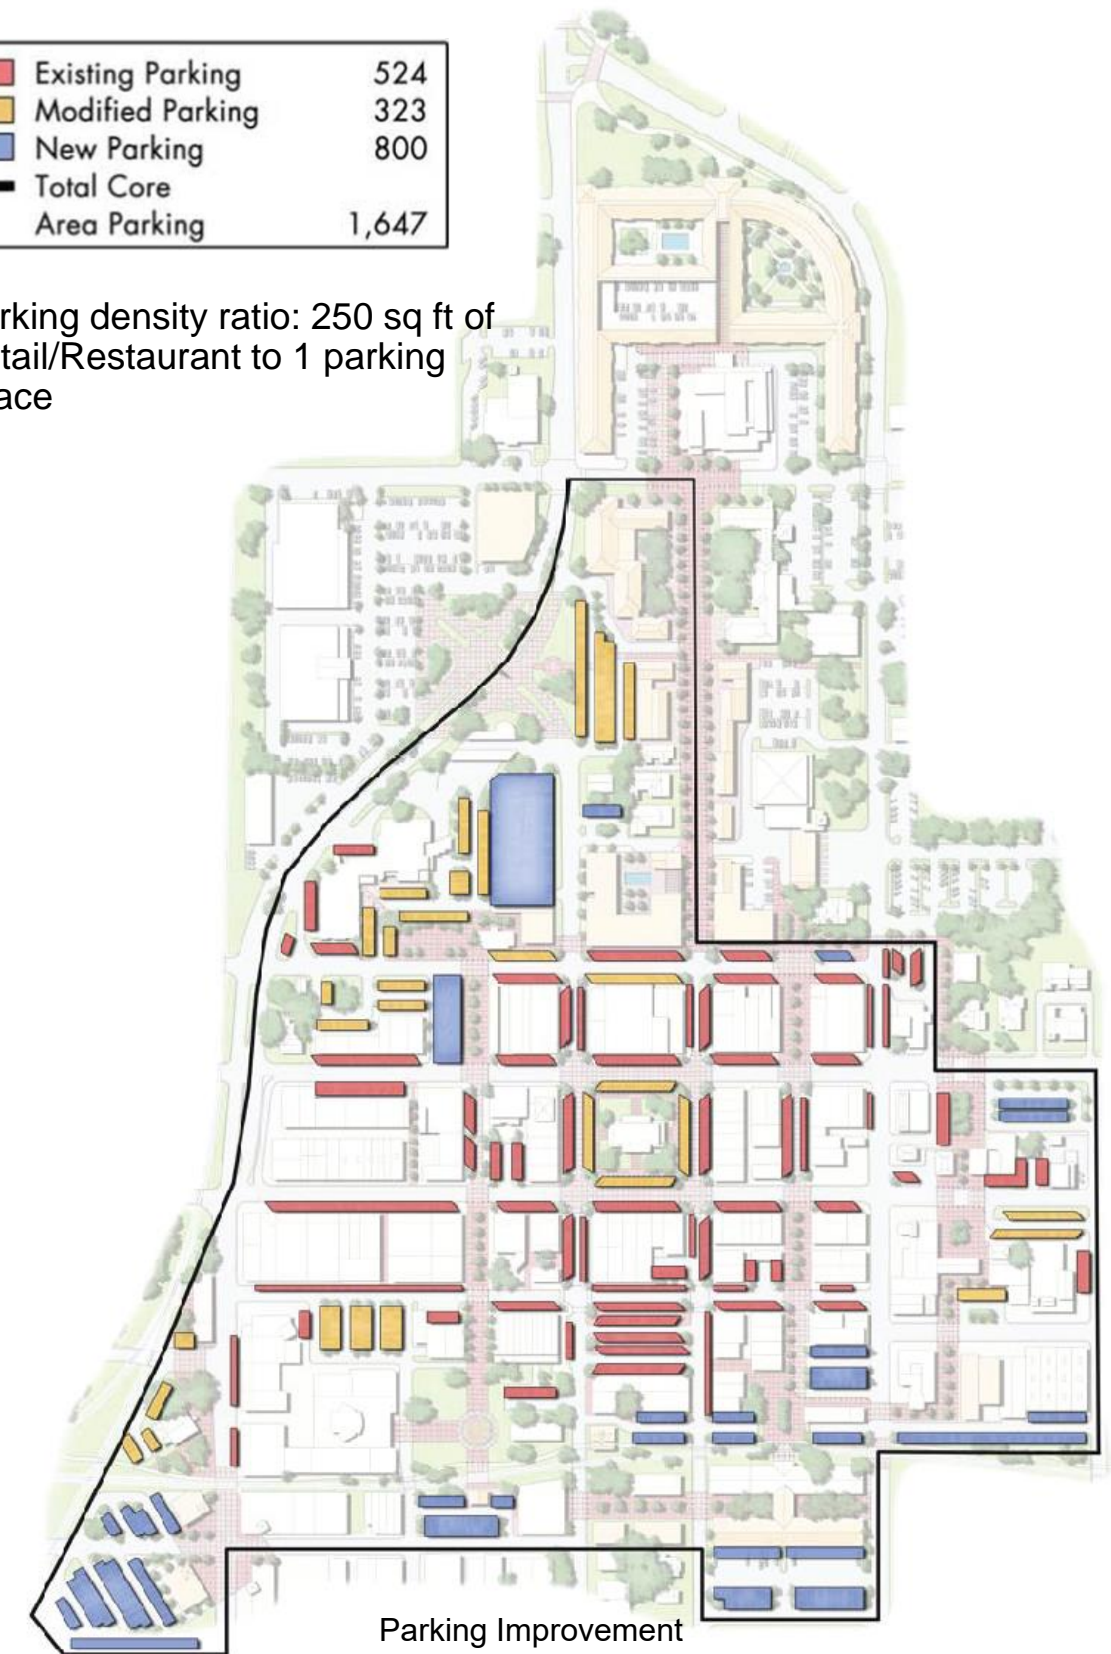 Existing Parking 524
Modified Parking 323
New Parking 800
Total Core
Area Parking 1,647
rking density ratio: 250 sq ft of
tail/Restaurant to 1 parking
ace
Parking Improvement